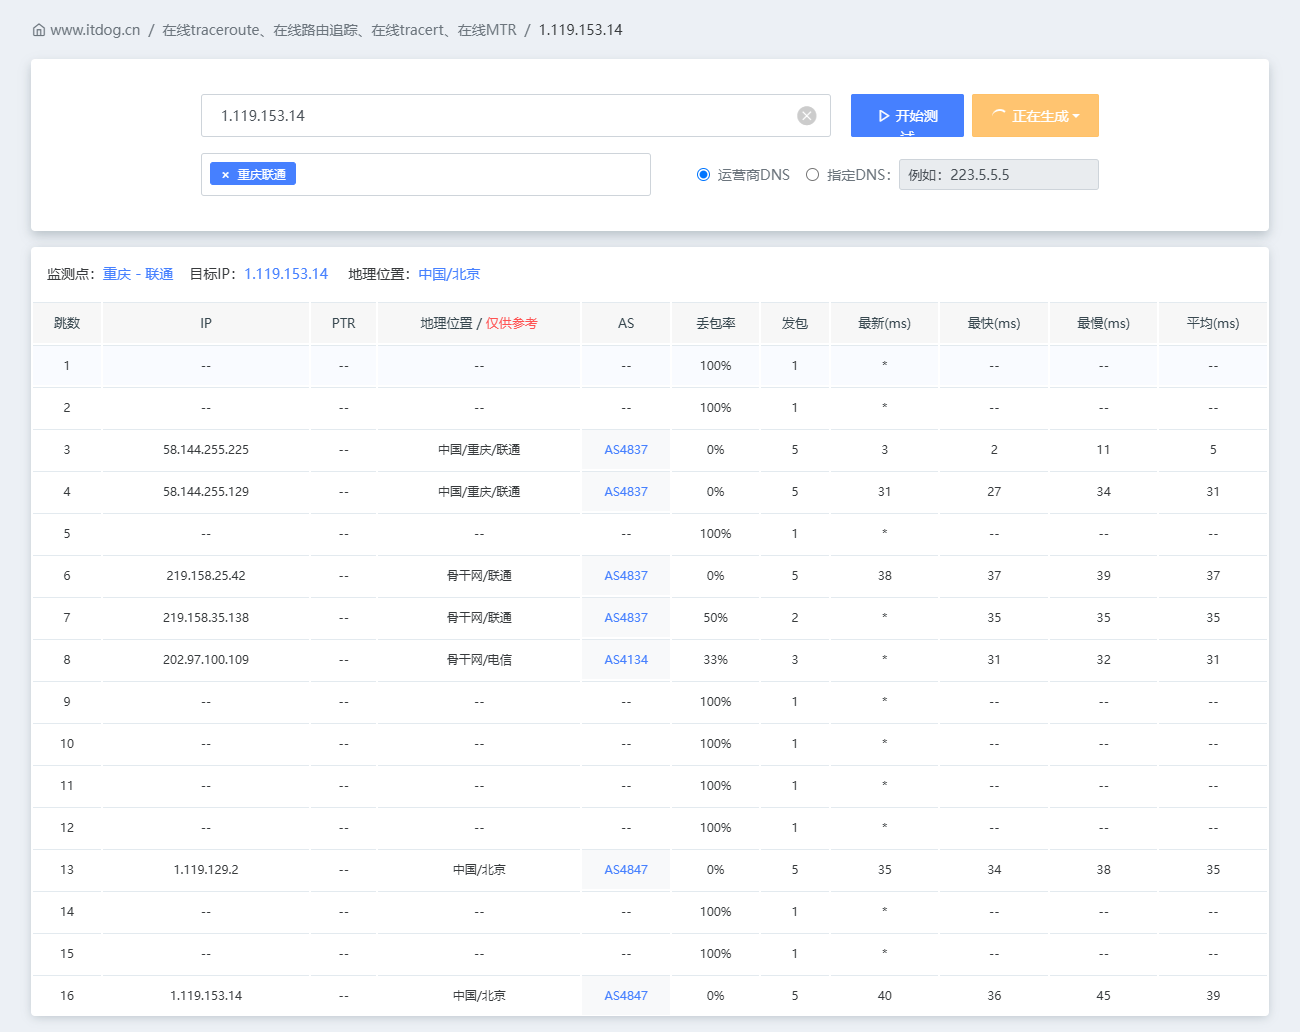 www.itdog.cn / 在线traceroute、在线路由追踪、在线tracert、在线MTR / 1.119.153.14
1.119.153.14 开始测试 正在生成
× 重庆联通 运营商DNS 指定DNS: 例如：223.5.5.5
监测点：重庆 - 联通 目标IP：1.119.153.14 地理位置：中国/北京
跳数 IP PTR 地理位置 / 仅供参考 AS 丢包率 发包 最新(ms) 最快(ms) 最慢(ms) 平均(ms)
1 -- -- -- -- 100% 1 * -- -- --
2 -- -- -- -- 100% 1 * -- -- --
3 58.144.255.225 -- 中国/重庆/联通 AS4837 0% 5 3 2 11 5
4 58.144.255.129 -- 中国/重庆/联通 AS4837 0% 5 31 27 34 31
5 -- -- -- -- 100% 1 * -- -- --
6 219.158.25.42 -- 骨干网/联通 AS4837 0% 5 38 37 39 37
7 219.158.35.138 -- 骨干网/联通 AS4837 50% 2 * 35 35 35
8 202.97.100.109 -- 骨干网/电信 AS4134 33% 3 * 31 32 31
9 -- -- -- -- 100% 1 * -- -- --
10 -- -- -- -- 100% 1 * -- -- --
11 -- -- -- -- 100% 1 * -- -- --
12 -- -- -- -- 100% 1 * -- -- --
13 1.119.129.2 -- 中国/北京 AS4847 0% 5 35 34 38 35
14 -- -- -- -- 100% 1 * -- -- --
15 -- -- -- -- 100% 1 * -- -- --
16 1.119.153.14 -- 中国/北京 AS4847 0% 5 40 36 45 39